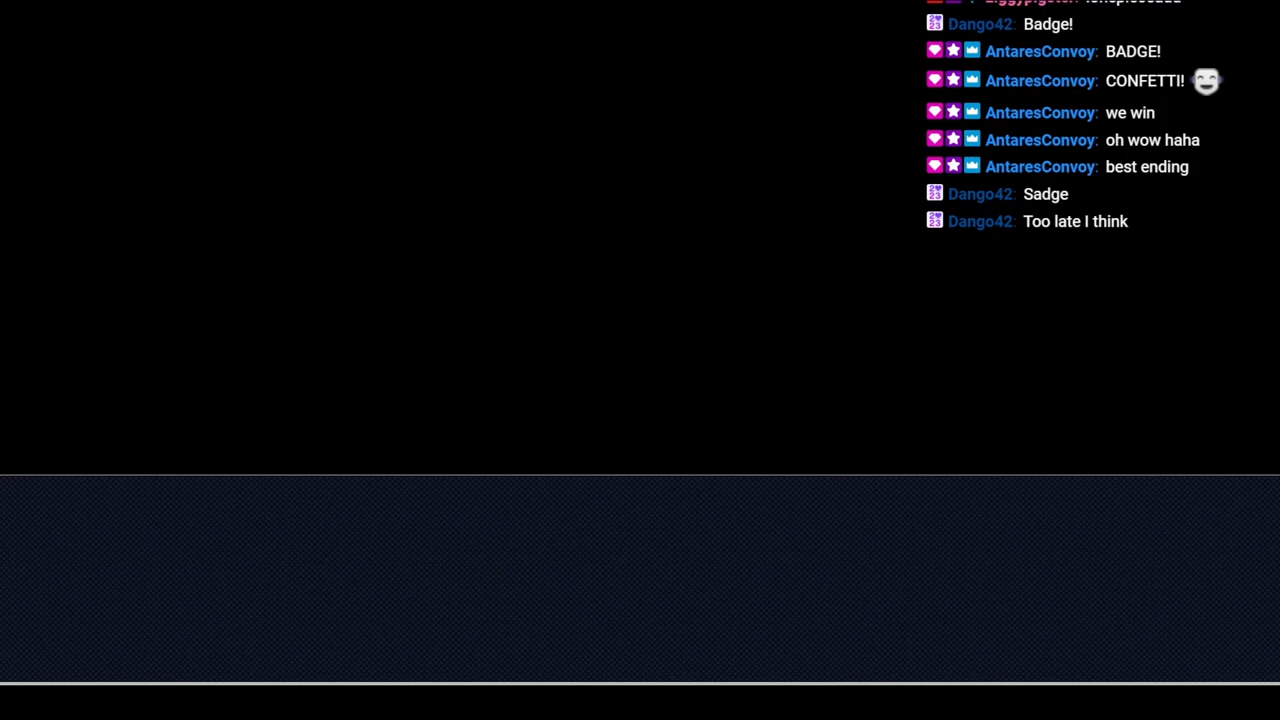 Dango42: Badge!
AntaresConvoy: BADGE!
AntaresConvoy: CONFETTI!
AntaresConvoy: we win
AntaresConvoy: oh wow haha
AntaresConvoy: best ending
Dango42: Sadge
Dango42: Too late I think